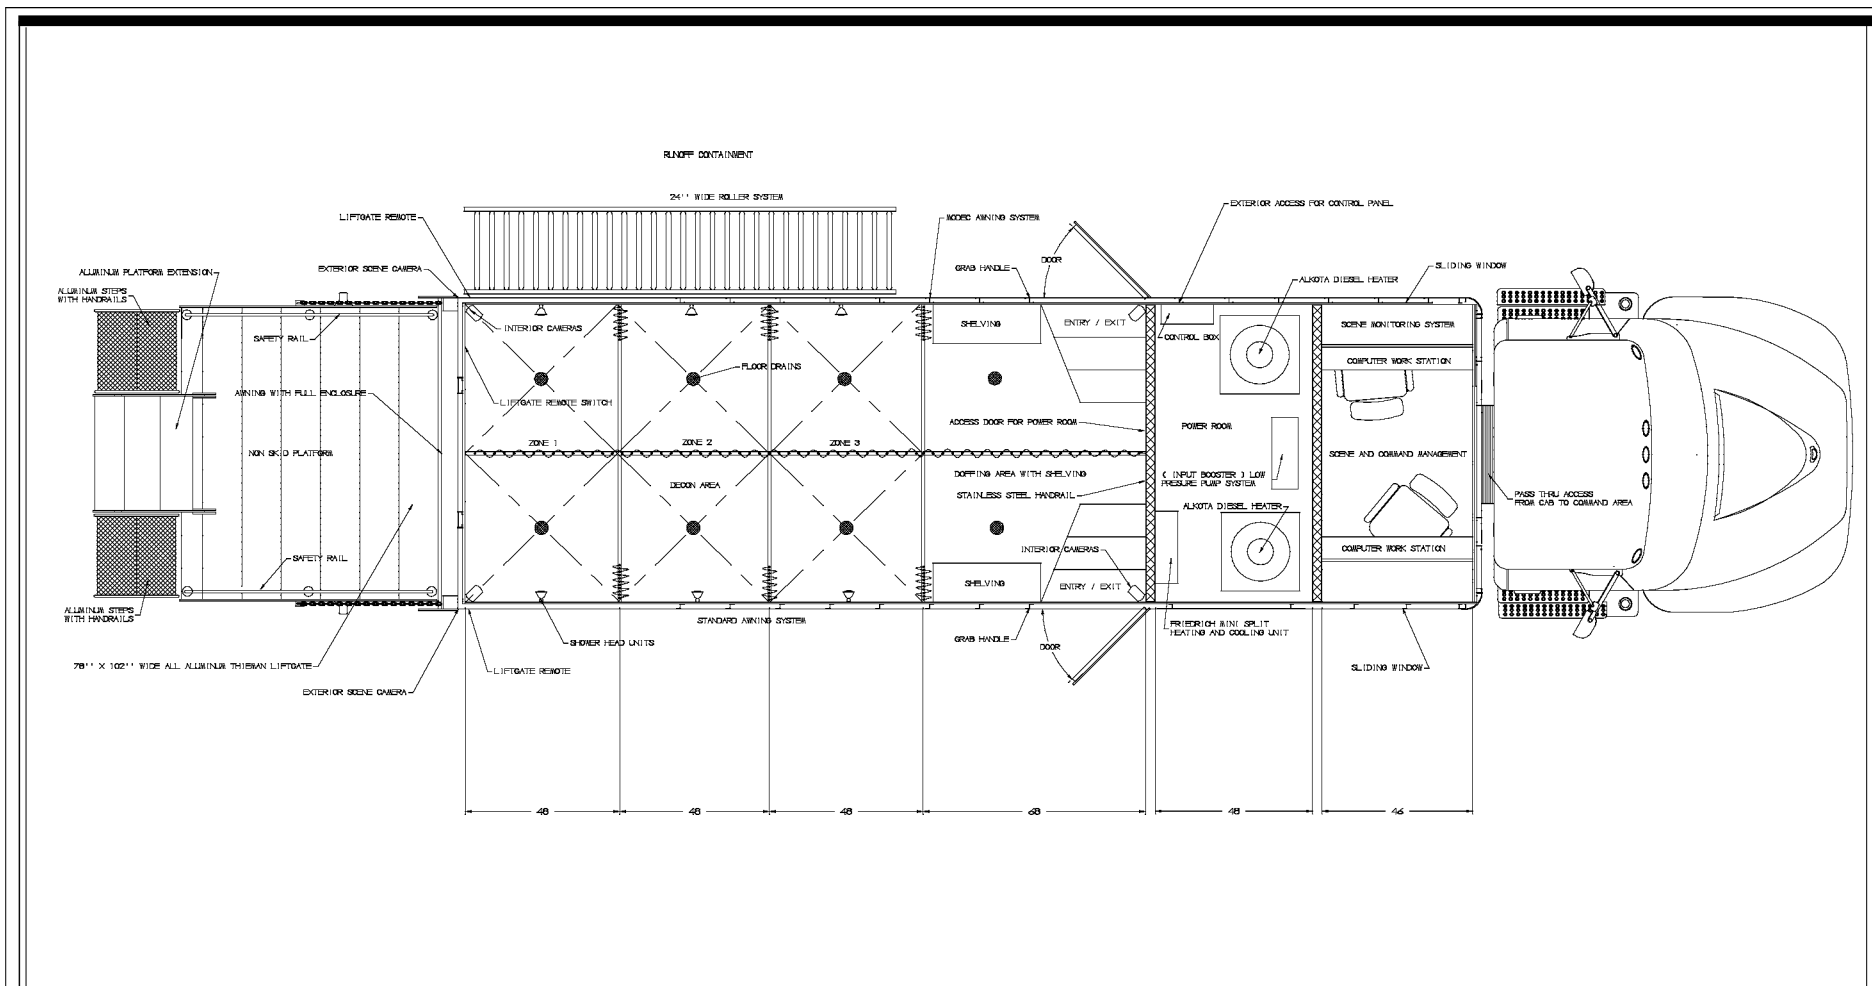 RUNOFF CONTAINMENT
24'' WIDE ROLLER SYSTEM
LIFTGATE REMOTE
MODEC AWNING SYSTEM
EXTERIOR ACCESS FOR CONTROL PANEL
ALUMINUM PLATFORM EXTENSION
EXTERIOR SCENE CAMERA
GRAB HANDLE
DOOR
ALKOTA DIESEL HEATER
SLIDING WINDOW
ALUMINUM STEPS
WITH HANDRAILS
SAFETY RAIL
INTERIOR CAMERAS
SHELVING
ENTRY / EXIT
CONTROL BOX
SCENE MONITORING SYSTEM
COMPUTER WORK STATION
FLOOR DRAINS
AWNING WITH FULL ENCLOSURE
LIFTGATE REMOTE SWITCH
ACCESS DOOR FOR POWER ROOM
POWER ROOM
ZONE 1
ZONE 2
ZONE 3
NON SKID PLATFORM
SCENE AND COMMAND MANAGEMENT
DOFFING AREA WITH SHELVING
( INPUT BOOSTER ) LOW
PRESURE PUMP SYSTEM
DECON AREA
STAINLESS STEEL HANDRAIL
PASS THRU ACCESS
FROM CAB TO COMMAND AREA
ALKOTA DIESEL HEATER
INTERIOR CAMERAS
COMPUTER WORK STATION
SAFETY RAIL
SHELVING
ENTRY / EXIT
ALUMINUM STEPS
WITH HANDRAILS
STANDARD AWNING SYSTEM
FRIEDRICH MINI SPLIT
HEATING AND COOLING UNIT
SHOWER HEAD UNITS
GRAB HANDLE
DOOR
78'' X 102'' WIDE ALL ALUMINUM THIEMAN LIFTGATE
LIFTGATE REMOTE
SLIDING WINDOW
EXTERIOR SCENE CAMERA
48
48
48
68
48
46